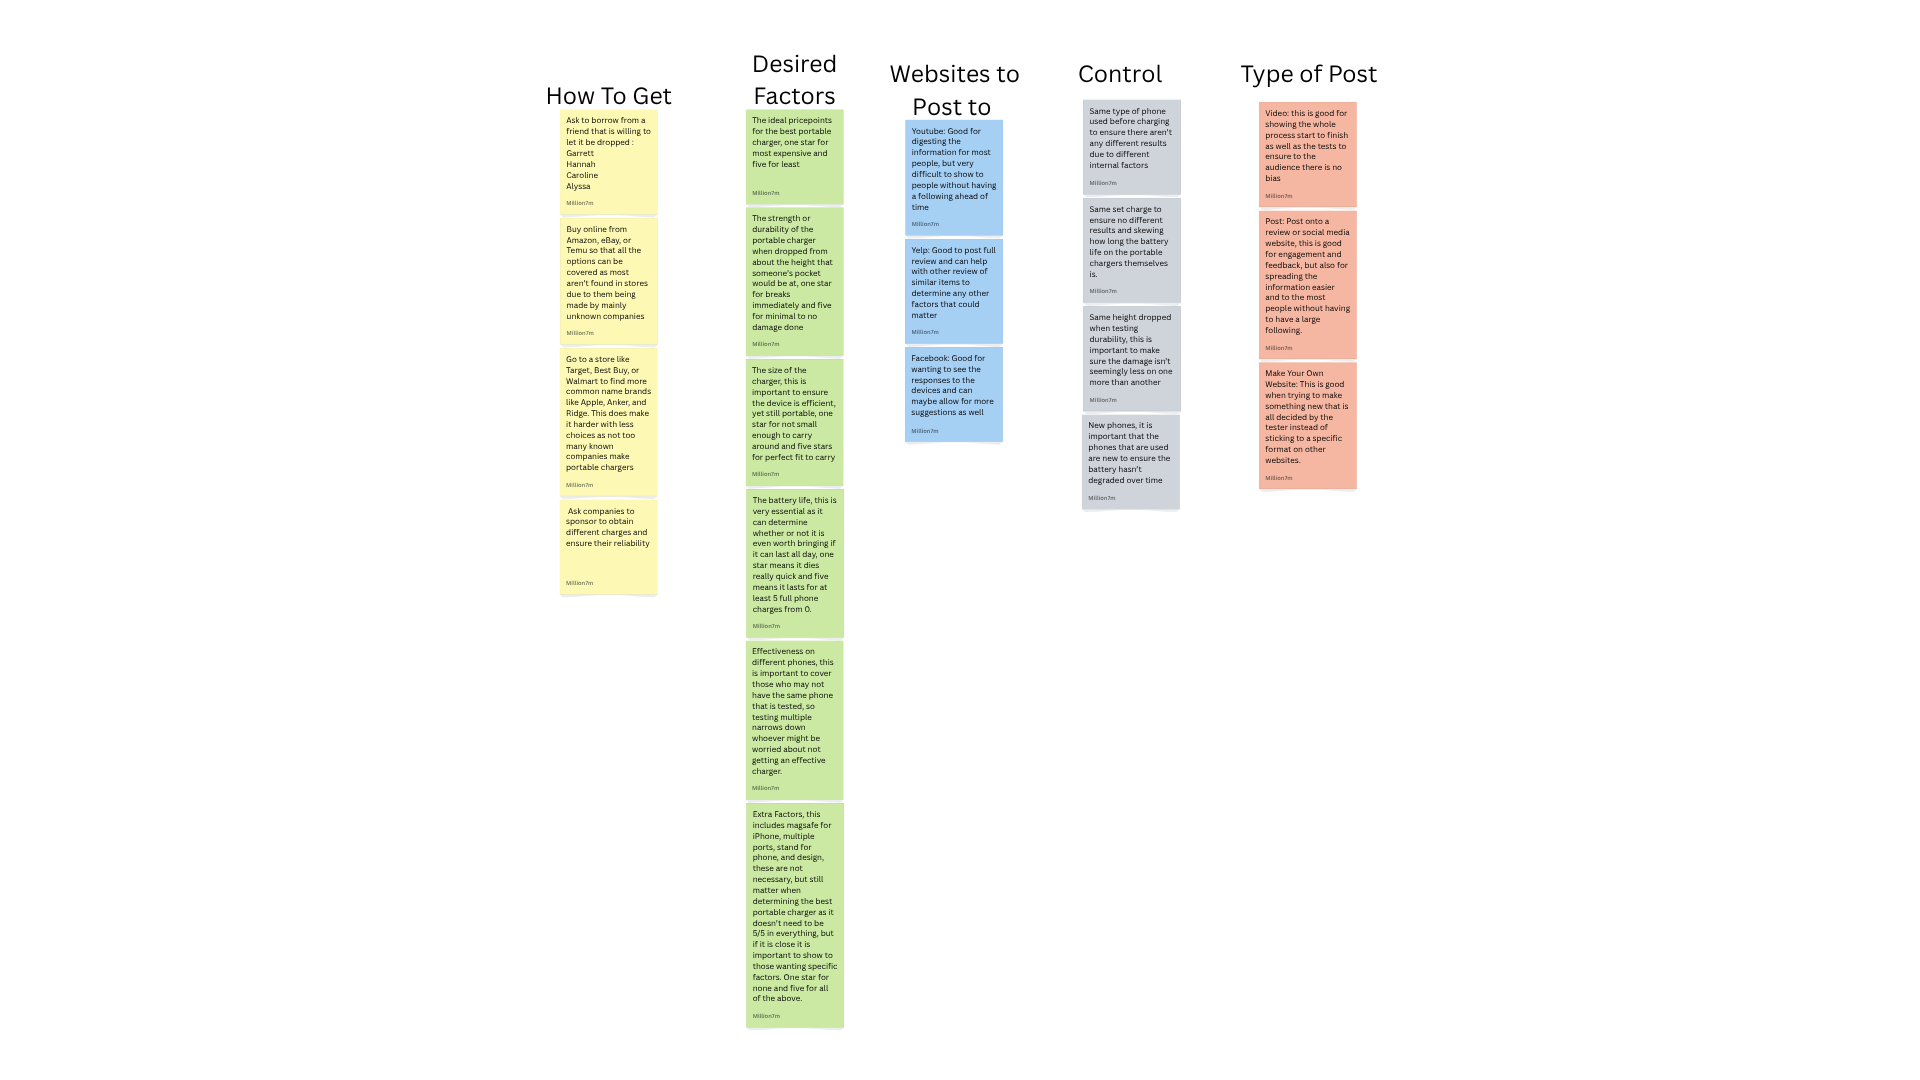 How To Get
Ask to borrow from a
friend that is willing to
let it be dropped :
Garrett
Hannah
Caroline
Alyssa
Million7m
Buy online from
Amazon, eBay, or
Temu so that all the
options can be
covered as most
aren't found in stores
due to them being
made by mainly
unknown companies
Million7m
Go to a store like
Target, Best Buy, or
Walmart to find more
common name brands
like Apple, Anker, and
Ridge. This does make
it harder with less
choices as not too
many known
companies make
portable chargers
Million7m
Ask companies to
sponsor to obtain
different charges and
ensure their reliability
Million7m
Desired
Factors
The ideal pricepoints
for the best portable
charger, one star for
most expensive and
five for least
Million7m
The strength or
durability of the
portable charger
when dropped from
about the height that
someone's pocket
would be at, one star
for breaks
immediately and five
for minimal to no
damage done
Million7m
The size of the
charger, this is
important to ensure
the device is efficient,
yet still portable, one
star for not small
enough to carry
around and five stars
for perfect fit to carry
Million7m
The battery life, this is
very essential as it
can determine
whether or not it is
even worth bringing if
it can last all day, one
star means it dies
really quick and five
means it lasts for at
least 5 full phone
charges from 0.
Million7m
Effectiveness on
different phones, this
is important to cover
those who may not
have the same phone
that is tested, so
testing multiple
narrows down
whoever might be
worried about not
getting an effective
charger.
Million7m
Extra Factors, this
includes magsafe for
iPhone, multiple
ports, stand for
phone, and design,
these are not
necessary, but still
matter when
determining the best
portable charger as it
doesn't need to be
5/5 in everything, but
if it is close it is
important to show to
those wanting specific
factors. One star for
none and five for all
of the above.
Million7m
Websites to
Post to
Youtube: Good for
digesting the
information for most
people, but very
difficult to show to
people without having
a following ahead of
time
Million7m
Yelp: Good to post full
review and can help
with other review of
similar items to
determine any other
factors that could
matter
Million7m
Facebook: Good for
wanting to see the
responses to the
devices and can
maybe allow for more
suggestions as well
Million7m
Control
Same type of phone
used before charging
to ensure there aren't
any different results
due to different
internal factors
Million7m
Same set charge to
ensure no different
results and skewing
how long the battery
life on the portable
chargers themselves
is.
Million7m
Same height dropped
when testing
durability, this is
important to make
sure the damage isn't
seemingly less on one
more than another
Million7m
New phones, it is
important that the
phones that are used
are new to ensure the
battery hasn't
degraded over time
Million7m
Type of Post
Video: this is good for
showing the whole
process start to finish
as well as the tests to
ensure to the
audience there is no
bias
Million7m
Post: Post onto a
review or social media
website, this is good
for engagement and
feedback, but also for
spreading the
information easier
and to the most
people without having
to have a large
following.
Million7m
Make Your Own
Website: This is good
when trying to make
something new that is
all decided by the
tester instead of
sticking to a specific
format on other
websites.
Million7m